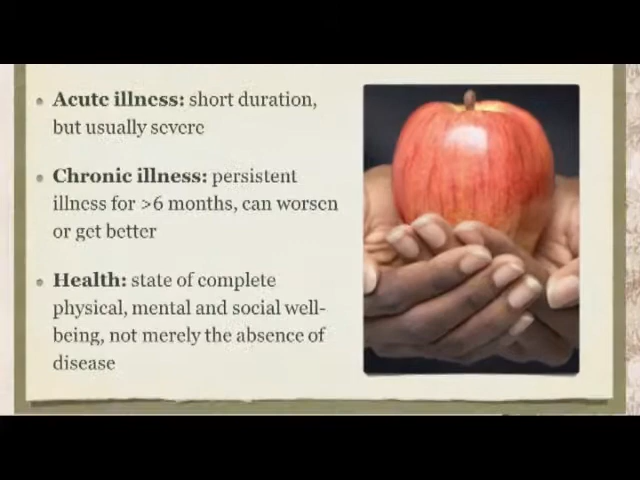 Acute illness: short duration,
but usually severe
Chronic illness: persistent
illness for >6 months, can worsen
or get better
Health: state of complete
physical, mental and social well-
being, not merely the absence of
disease